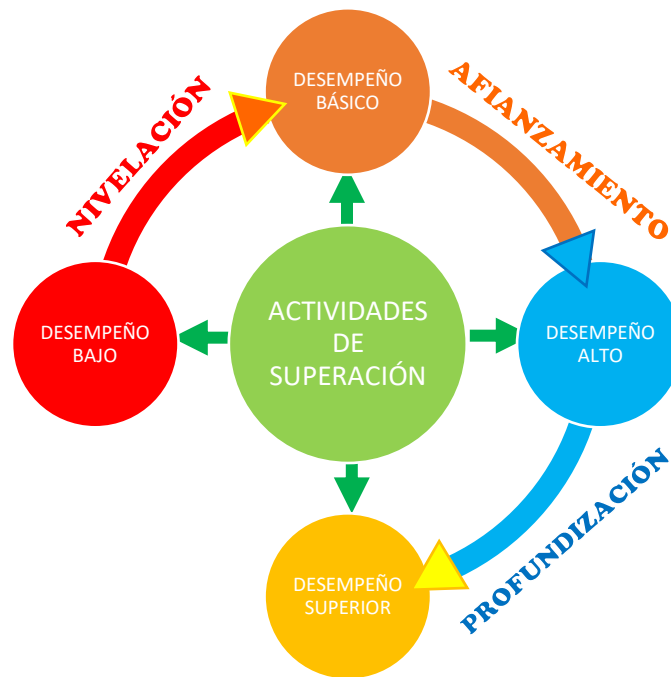 DESEMPEÑO
BÁSICO
NIVELACIÓN
AFIANZAMIENTO
DESEMPEÑO
BAJO
ACTIVIDADES
DE
SUPERACIÓN
DESEMPEÑO
ALTO
PROFUNDIZACIÓN
DESEMPEÑO
SUPERIOR